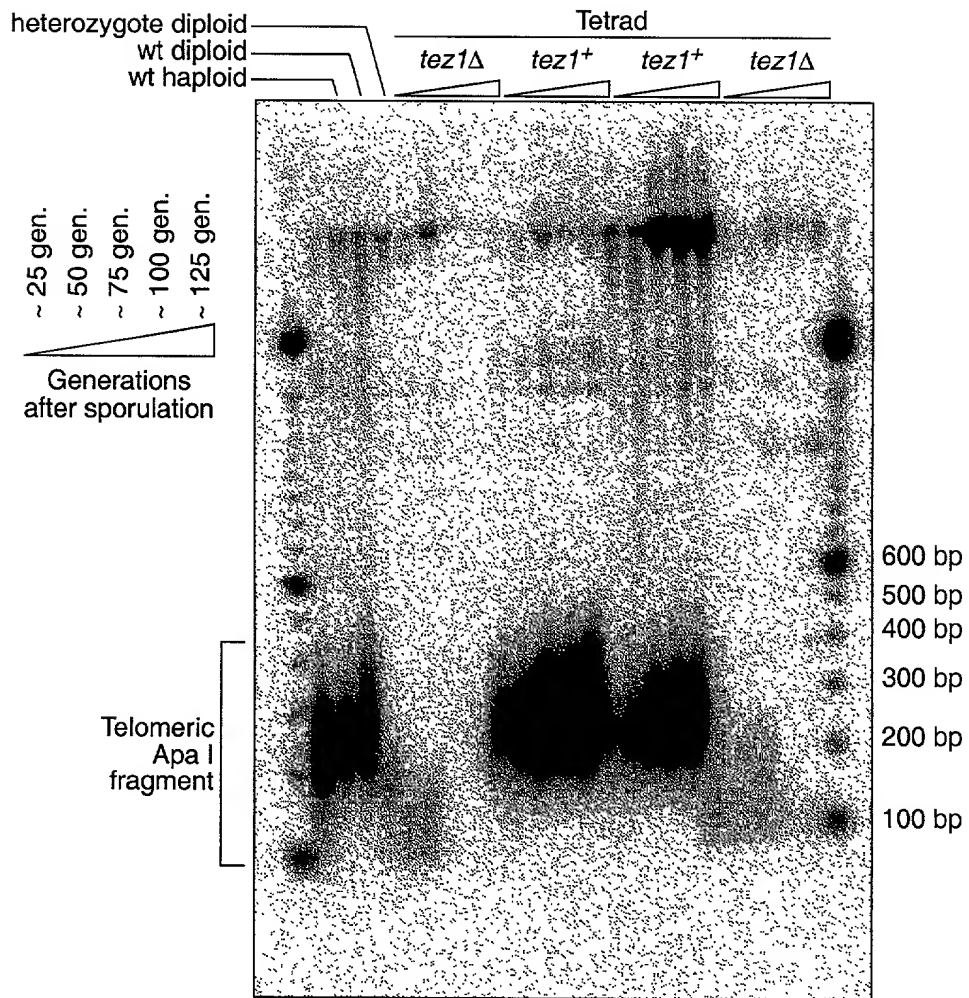 heterozygote diploid
wt diploid
wt haploid
Tetrad
tez1Δ
tez1+
tez1+
tez1Δ
~ 25 gen.
~ 50 gen.
~ 75 gen.
~ 100 gen.
~ 125 gen.
Generations
after sporulation
600 bp
500 bp
400 bp
300 bp
200 bp
100 bp
Telomeric
Apa I
fragment